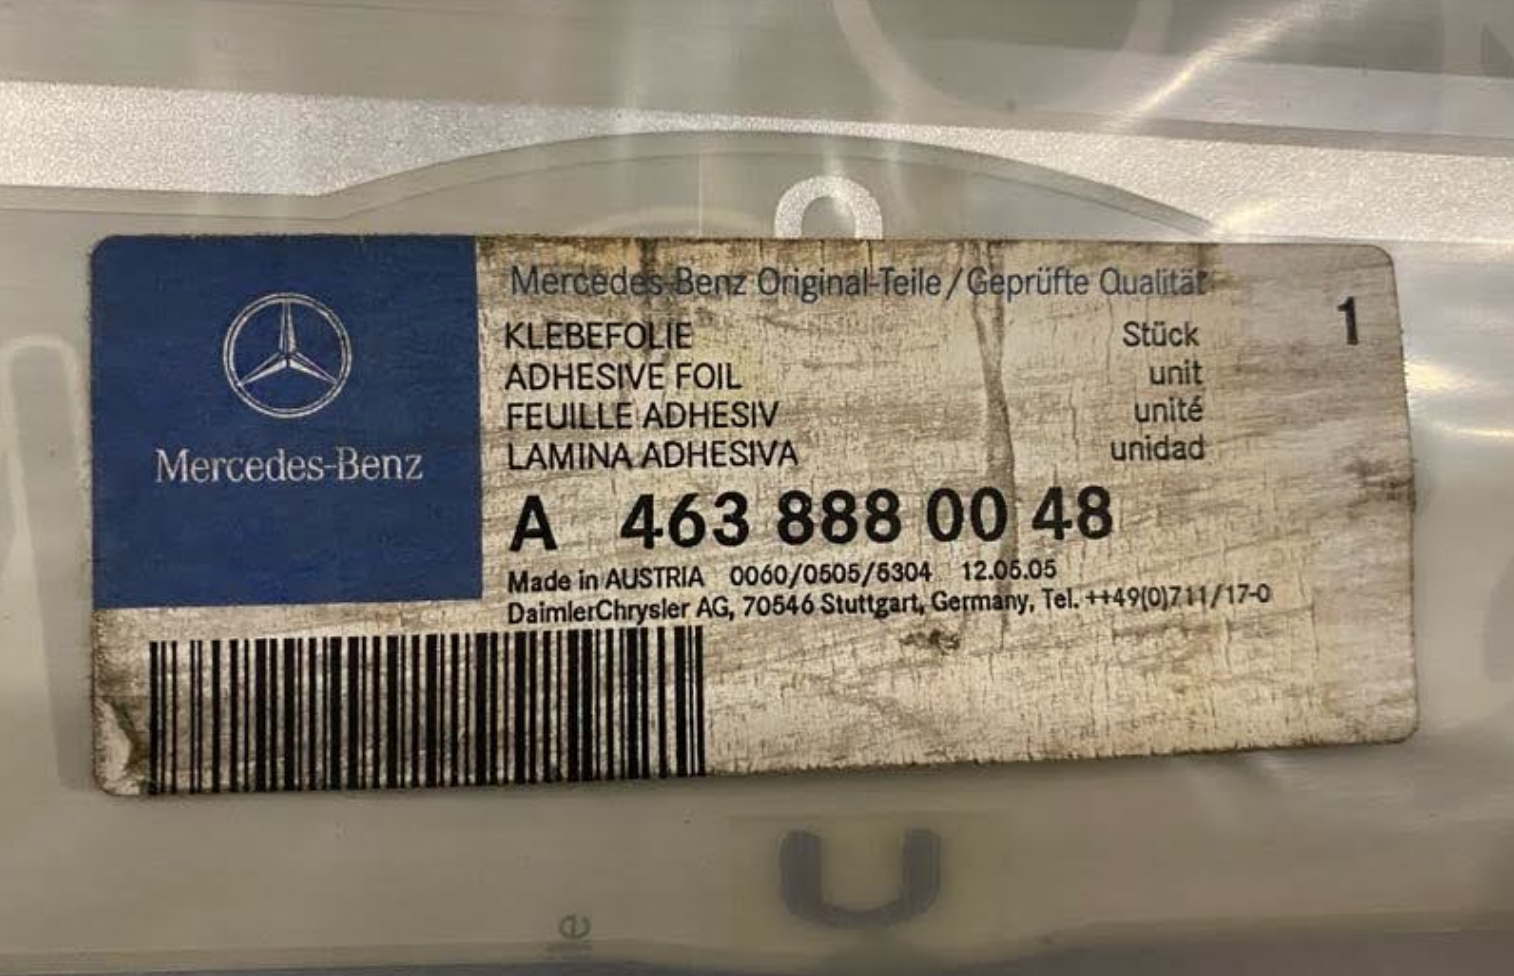 Mercedes-Benz
Mercedes-Benz Original-Teile/Geprüfte Qualität
KLEBEFOLIE Stück 1
ADHESIVE FOIL unit
FEUILLE ADHESIV unité
LAMINA ADHESIVA unidad
A 463 888 00 48
Made in AUSTRIA 0060/0505/5304 12.05.05
DaimlerChrysler AG, 70546 Stuttgart, Germany, Tel. ++49(0)711/17-0